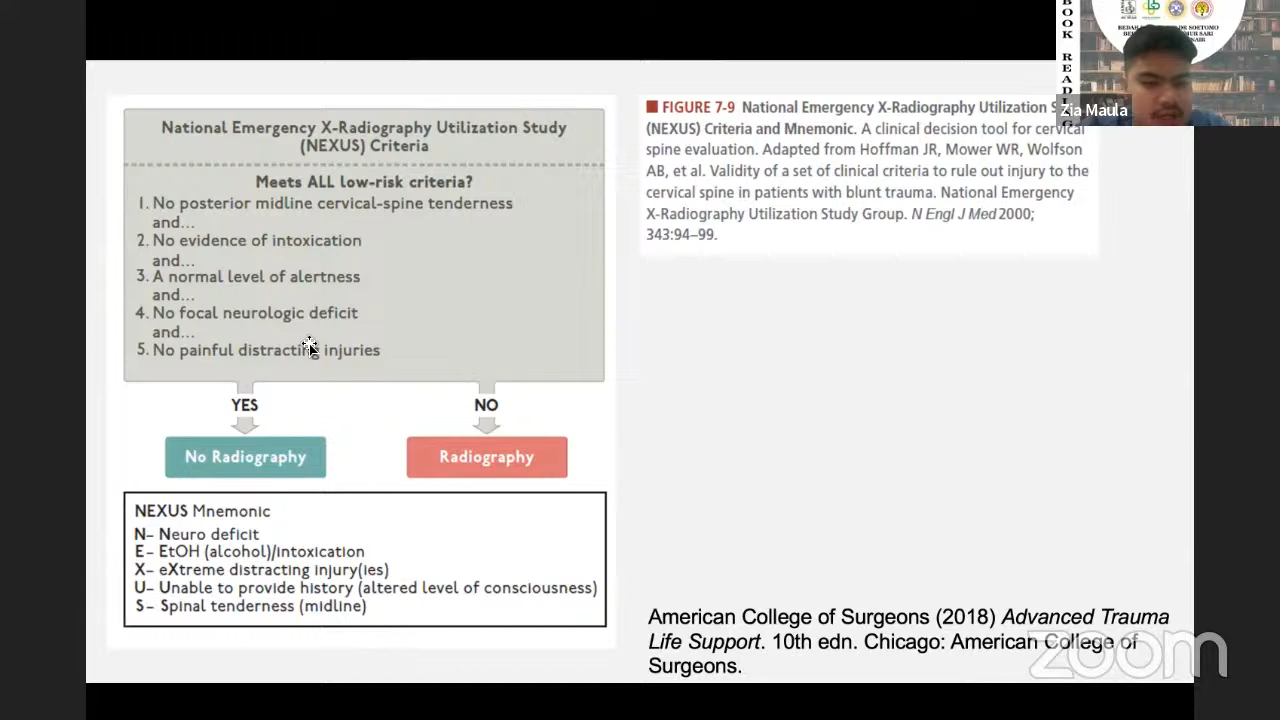 National Emergency X-Radiography Utilization Study
(NEXUS) Criteria
Meets ALL low-risk criteria?
1. No posterior midline cervical-spine tenderness
and...
2. No evidence of intoxication
and...
3. A normal level of alertness
and...
4. No focal neurologic deficit
and...
5. No painful distracting injuries
YES
NO
No Radiography
Radiography
NEXUS Mnemonic
N– Neuro deficit
E– EtOH (alcohol)/intoxication
X– eXtreme distracting injury(ies)
U– Unable to provide history (altered level of consciousness)
S– Spinal tenderness (midline)
FIGURE 7-9 National Emergency X-Radiography Utilization
(NEXUS) Criteria and Mnemonic. A clinical decision tool for cervical
spine evaluation. Adapted from Hoffman JR, Mower WR, Wolfson
AB, et al. Validity of a set of clinical criteria to rule out injury to the
cervical spine in patients with blunt trauma. National Emergency
X-Radiography Utilization Study Group. N Engl J Med 2000;
343:94–99.
American College of Surgeons (2018) Advanced Trauma
Life Support. 10th edn. Chicago: American College of
Surgeons.
zoom
BOOK READING
Zia Maula